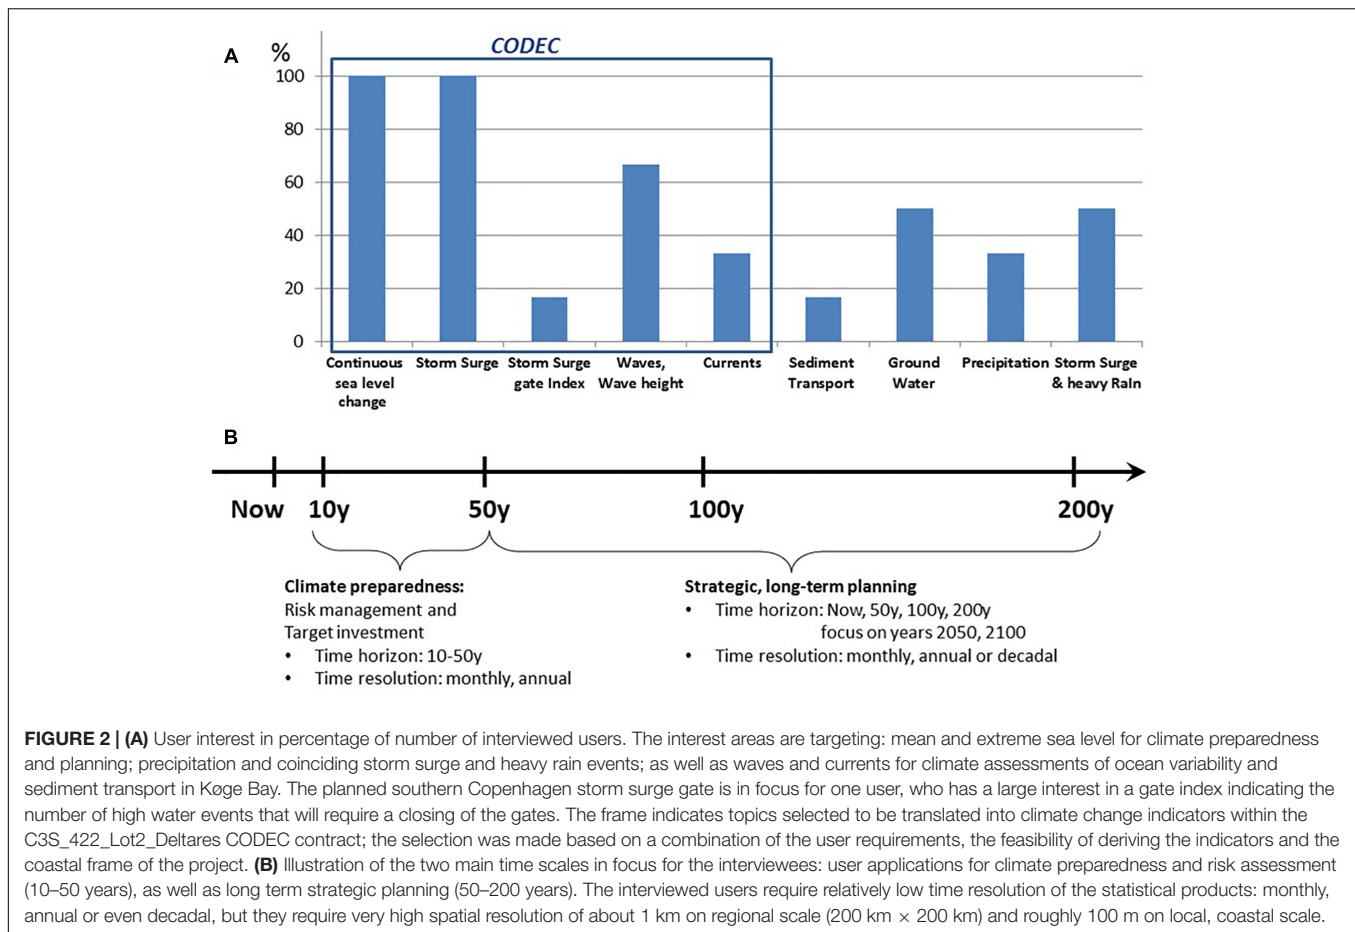 A
%
CODEC
100
80
60
40
20
0
Continuous
sea level
change
Storm Surge
Storm Surge
gate Index
Waves,
Wave height
Currents
Sediment
Transport
Ground
Water
Precipitation
Storm Surge
& heavy RaIn
B
Now 10y 50y 100y 200y
Climate preparedness:
Risk management and
Target investment
• Time horizon: 10-50y
• Time resolution: monthly, annual
Strategic, long-term planning
• Time horizon: Now, 50y, 100y, 200y
focus on years 2050, 2100
• Time resolution: monthly, annual or decadal
FIGURE 2 | (A) User interest in percentage of number of interviewed users. The interest areas are targeting: mean and extreme sea level for climate preparedness
and planning; precipitation and coinciding storm surge and heavy rain events; as well as waves and currents for climate assessments of ocean variability and
sediment transport in Køge Bay. The planned southern Copenhagen storm surge gate is in focus for one user, who has a large interest in a gate index indicating the
number of high water events that will require a closing of the gates. The frame indicates topics selected to be translated into climate change indicators within the
C3S_422_Lot2_Deltares CODEC contract; the selection was made based on a combination of the user requirements, the feasibility of deriving the indicators and the
coastal frame of the project. (B) Illustration of the two main time scales in focus for the interviewees: user applications for climate preparedness and risk assessment
(10–50 years), as well as long term strategic planning (50–200 years). The interviewed users require relatively low time resolution of the statistical products: monthly,
annual or even decadal, but they require very high spatial resolution of about 1 km on regional scale (200 km × 200 km) and roughly 100 m on local, coastal scale.